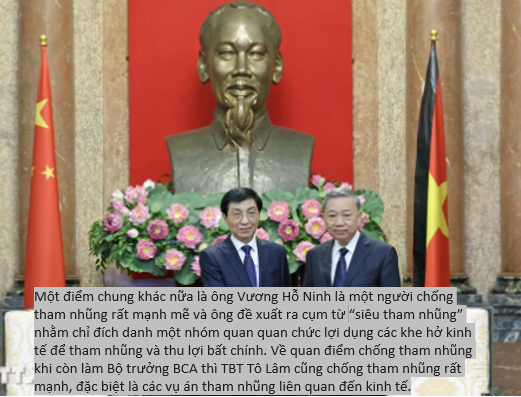 Một điểm chung khác nữa là ông Vương Hỗ Ninh là một người chống
tham nhũng rất mạnh mẽ và ông đề xuất ra cụm từ “siêu tham nhũng”
nhằm chỉ đích danh một nhóm quan quan chức lợi dụng các khe hở kinh
tế để tham nhũng và thu lợi bất chính. Về quan điểm chống tham nhũng
khi còn làm Bộ trưởng BCA thì TBT Tô Lâm cũng chống tham nhũng rất
mạnh, đặc biệt là các vụ án tham nhũng liên quan đến kinh tế.